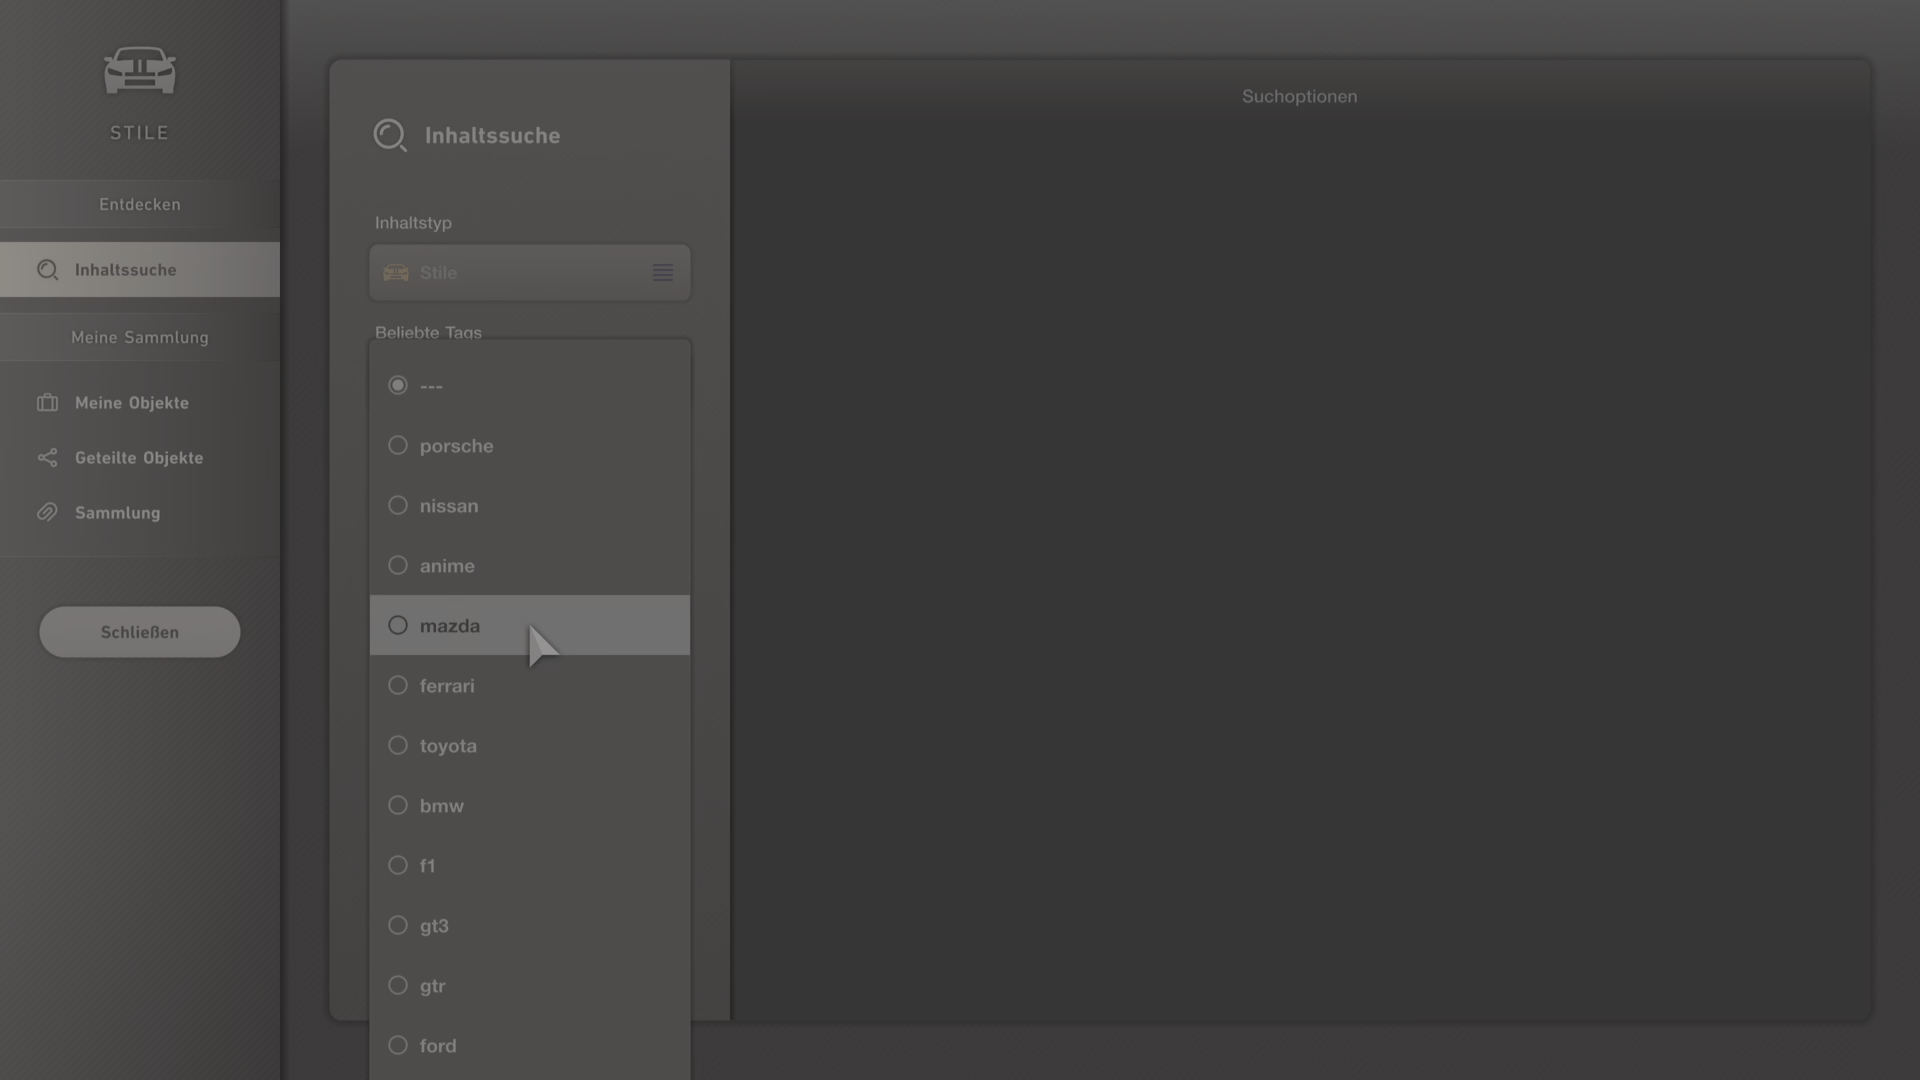 STILE
Entdecken
Inhaltssuche
Meine Sammlung
Meine Objekte
Geteilte Objekte
Sammlung
Schließen
Inhaltssuche
Inhaltstyp
Stile
Beliebte Tags
---
porsche
nissan
anime
mazda
ferrari
toyota
bmw
f1
gt3
gtr
ford
Suchoptionen